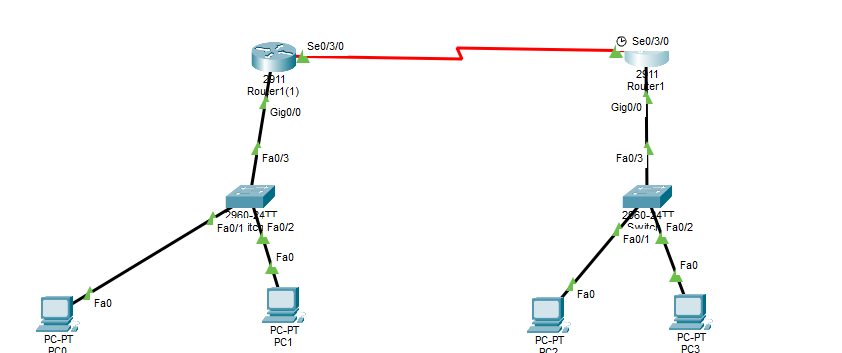 Se0/3/0
Se0/3/0
2911
Router1(1)
2911
Router1
Gig0/0
Gig0/0
Fa0/3
Fa0/3
2960-24TT
2960-24TT
Fa0/1
Fa0/2
Fa0/1
Fa0/2
Fa0
Fa0
Fa0
Fa0
PC-PT
PC0
PC-PT
PC1
PC-PT
PC2
PC-PT
PC3